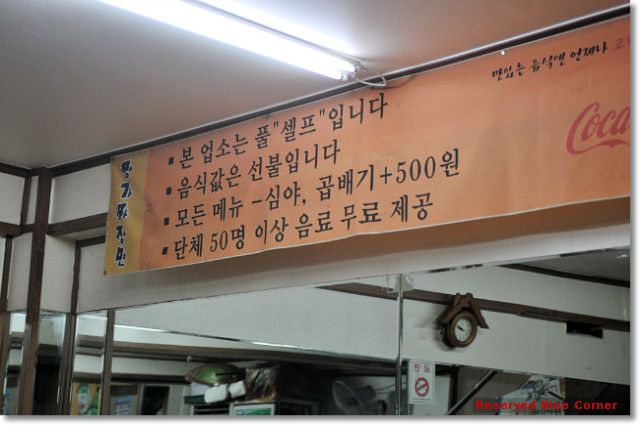 맛있는 음식엔 언제나
Coca
본 업소는 풀"셀프"입니다
음식값은 선불입니다
모든 메뉴 -심야, 곱배기+500원
단체 50명 이상 음료 무료 제공
Reserved Blue Corner